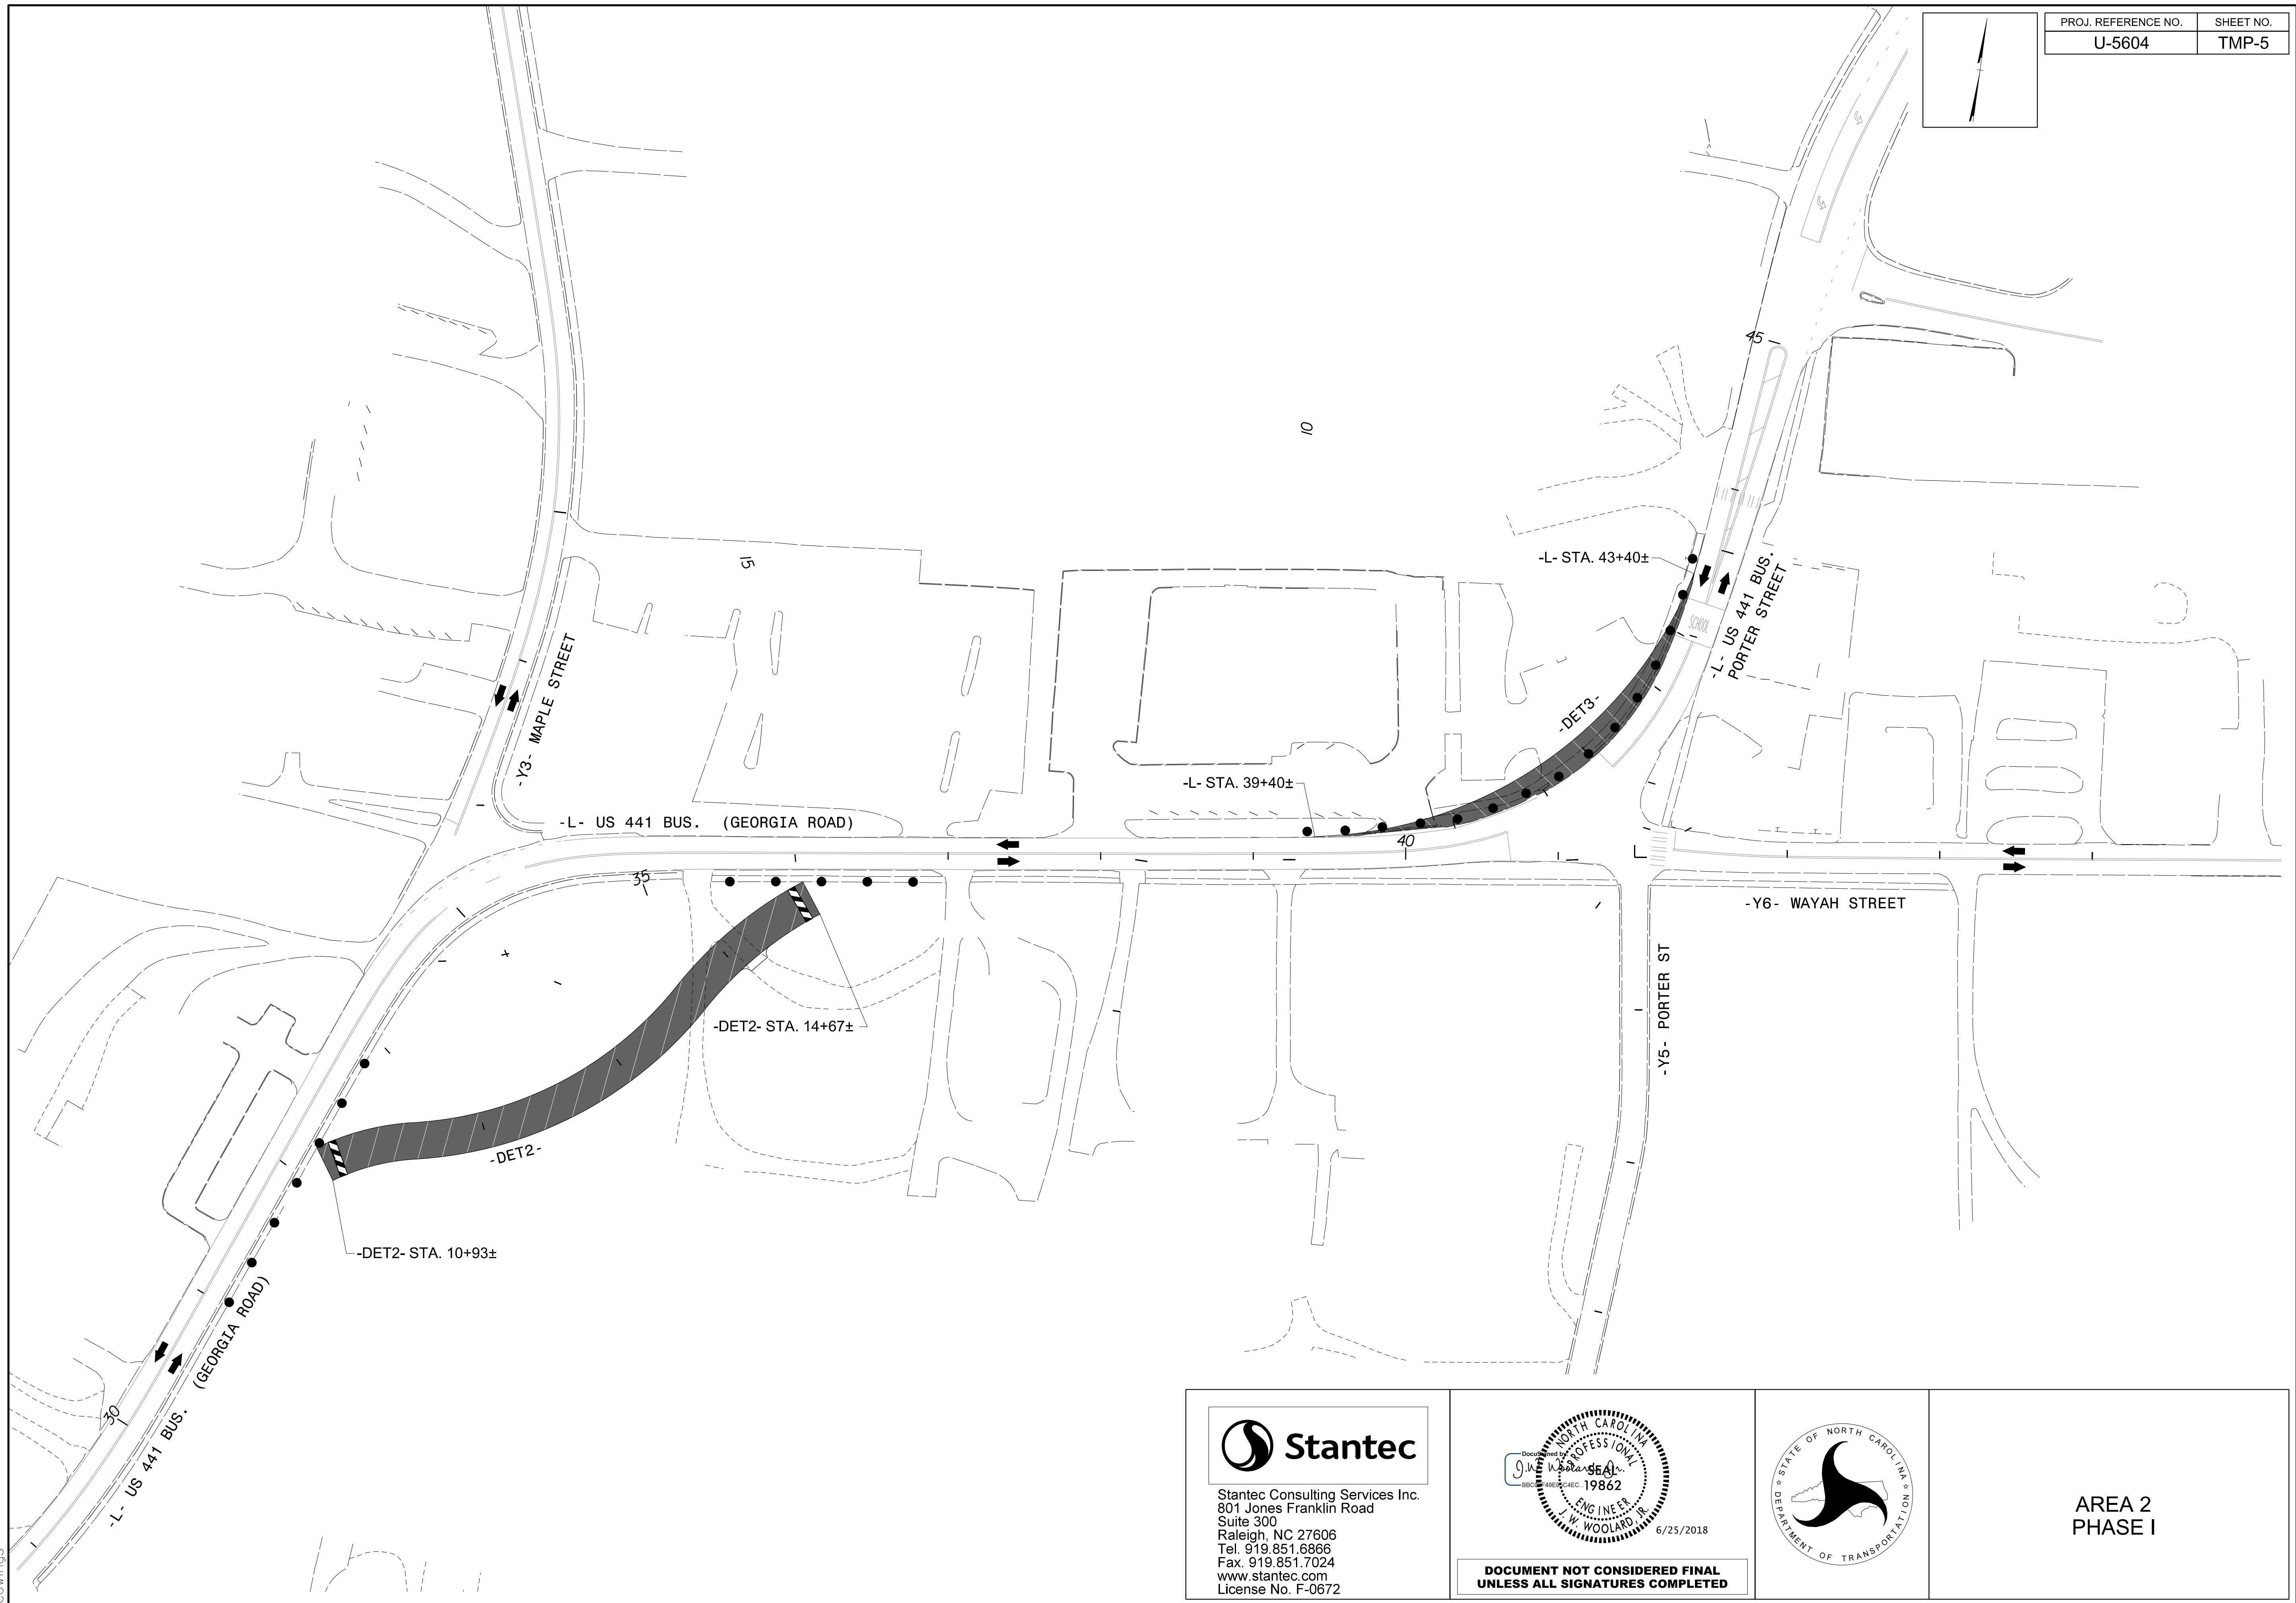 PROJ. REFERENCE NO.
SHEET NO.
U-5604
TMP-5
45
10
15
-L- STA. 43+40±
-L- US 441 BUS.
PORTER STREET
SCHOOL
-Y3- MAPLE STREET
-DET3-
-L- STA. 39+40±
-L- US 441 BUS. (GEORGIA ROAD)
40
35
-Y6- WAYAH STREET
-Y5- PORTER ST
-DET2- STA. 14+67±
-DET2-
-DET2- STA. 10+93±
-L- US 441 BUS. (GEORGIA ROAD)
30
Stantec
Stantec Consulting Services Inc.
801 Jones Franklin Road
Suite 300
Raleigh, NC 27606
Tel. 919.851.6866
Fax. 919.851.7024
www.stantec.com
License No. F-0672
NORTH CAROLINA
PROFESSIONAL
SEAL
19862
ENGINEER
J. W. WOOLARD, JR.
6/25/2018
DOCUMENT NOT CONSIDERED FINAL
UNLESS ALL SIGNATURES COMPLETED
STATE OF NORTH CAROLINA
DEPARTMENT OF TRANSPORTATION
AREA 2
PHASE I